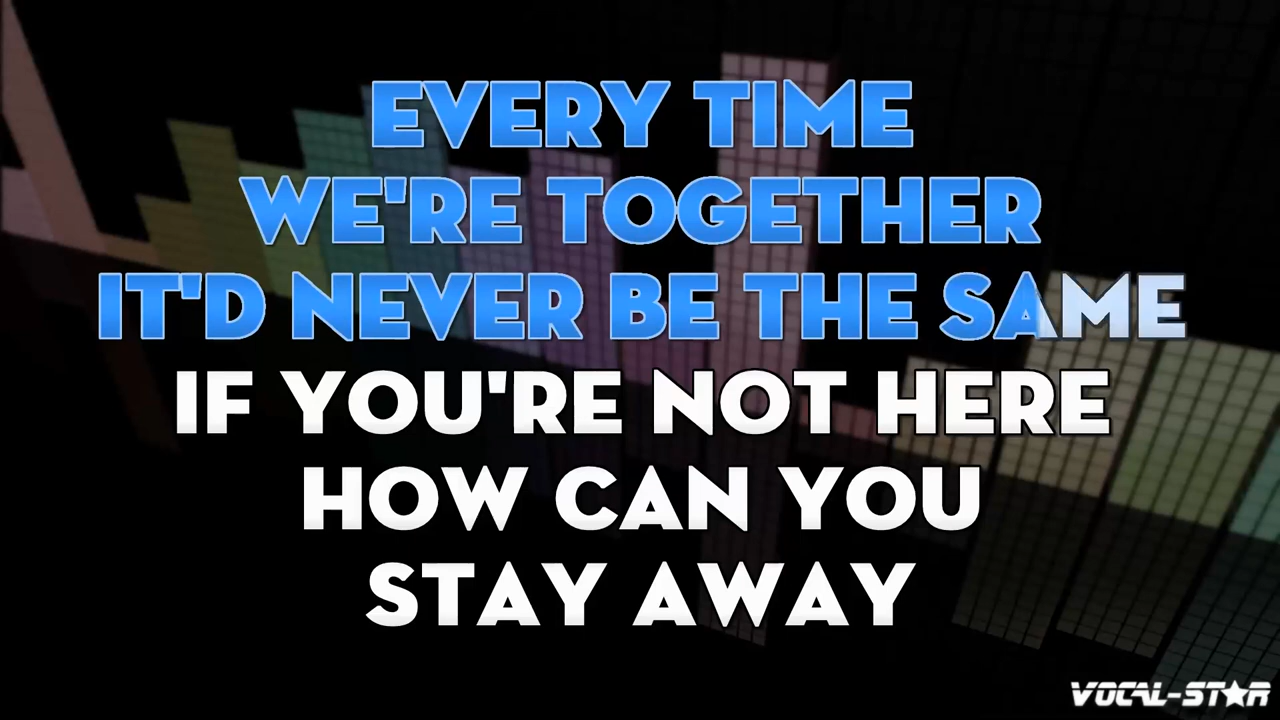 EVERY TIME
WE'RE TOGETHER
IT'D NEVER BE THE SAME
IF YOU'RE NOT HERE
HOW CAN YOU
STAY AWAY
VOCAL-ST★R